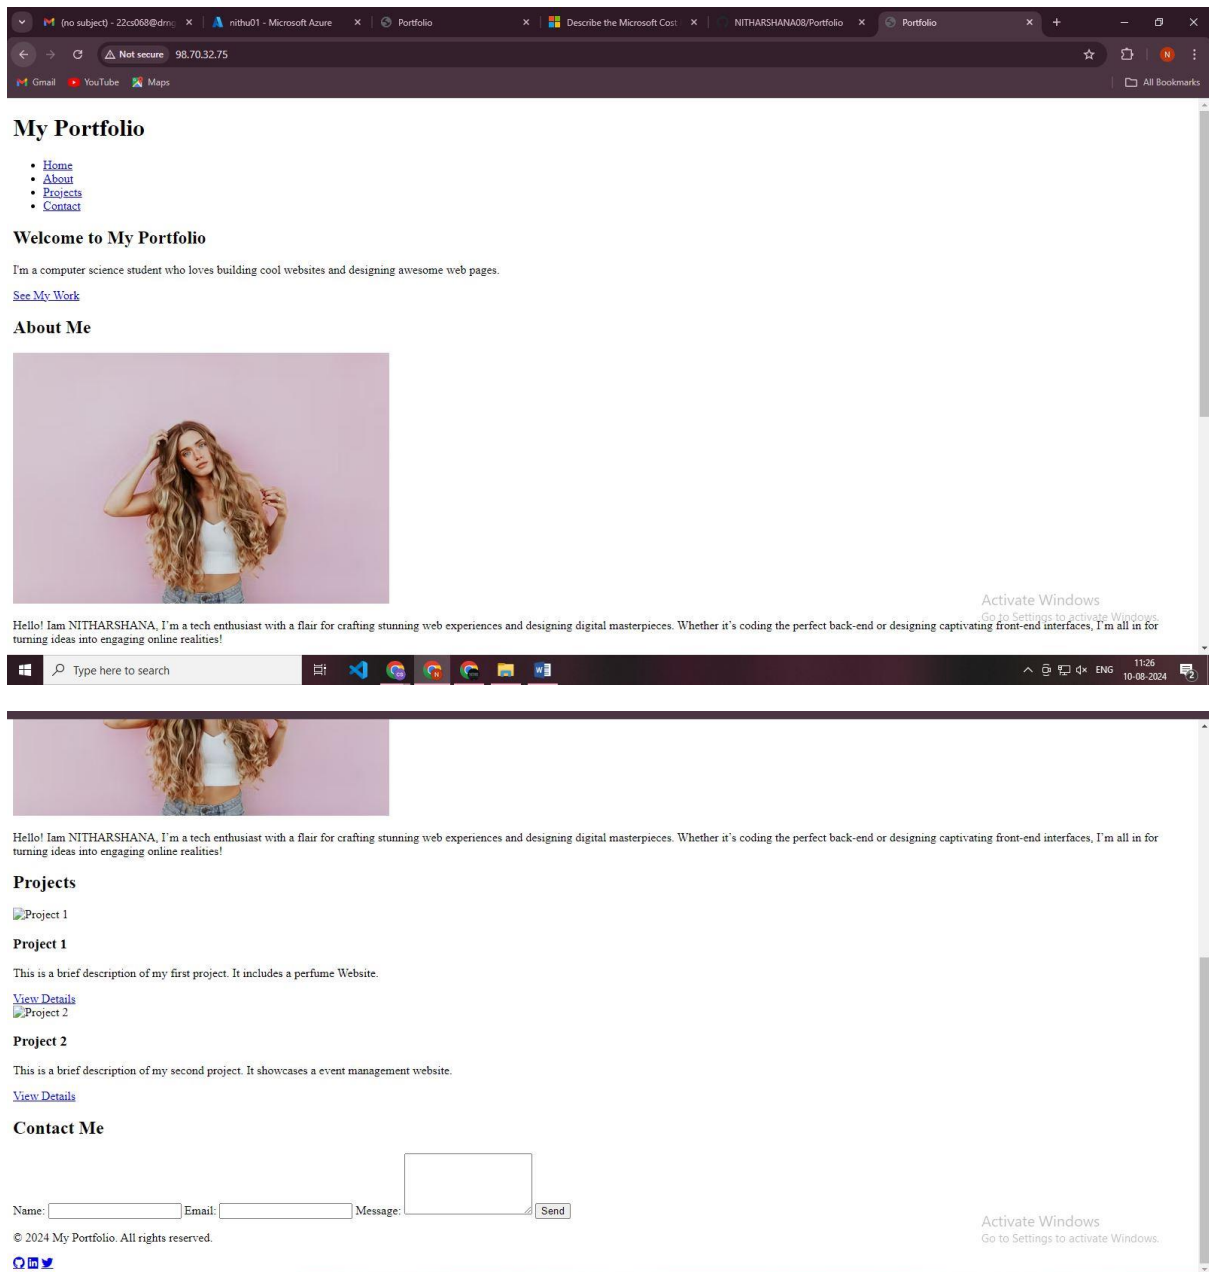 (no subject) - 22cs068@drng
nithu01 - Microsoft Azure
Portfolio
Describe the Microsoft Cost
NITHARSHANA08/Portfolio
Portfolio
Not secure 98.70.32.75
N
Gmail YouTube Maps
All Bookmarks
My Portfolio
Home
About
Projects
Contact
Welcome to My Portfolio
I'm a computer science student who loves building cool websites and designing awesome web pages.
See My Work
About Me
Activate Windows
Go to Settings to activate Windows.
Hello! Iam NITHARSHANA, I'm a tech enthusiast with a flair for crafting stunning web experiences and designing digital masterpieces. Whether it's coding the perfect back-end or designing captivating front-end interfaces, I'm all in for
turning ideas into engaging online realities!
Type here to search
ENG
11:26
10-08-2024
2
Hello! Iam NITHARSHANA, I'm a tech enthusiast with a flair for crafting stunning web experiences and designing digital masterpieces. Whether it's coding the perfect back-end or designing captivating front-end interfaces, I'm all in for
turning ideas into engaging online realities!
Projects
Project 1
Project 1
This is a brief description of my first project. It includes a perfume Website.
View Details
Project 2
Project 2
This is a brief description of my second project. It showcases a event management website.
View Details
Contact Me
Name: Email: Message: Send
Activate Windows
Go to Settings to activate Windows.
© 2024 My Portfolio. All rights reserved.